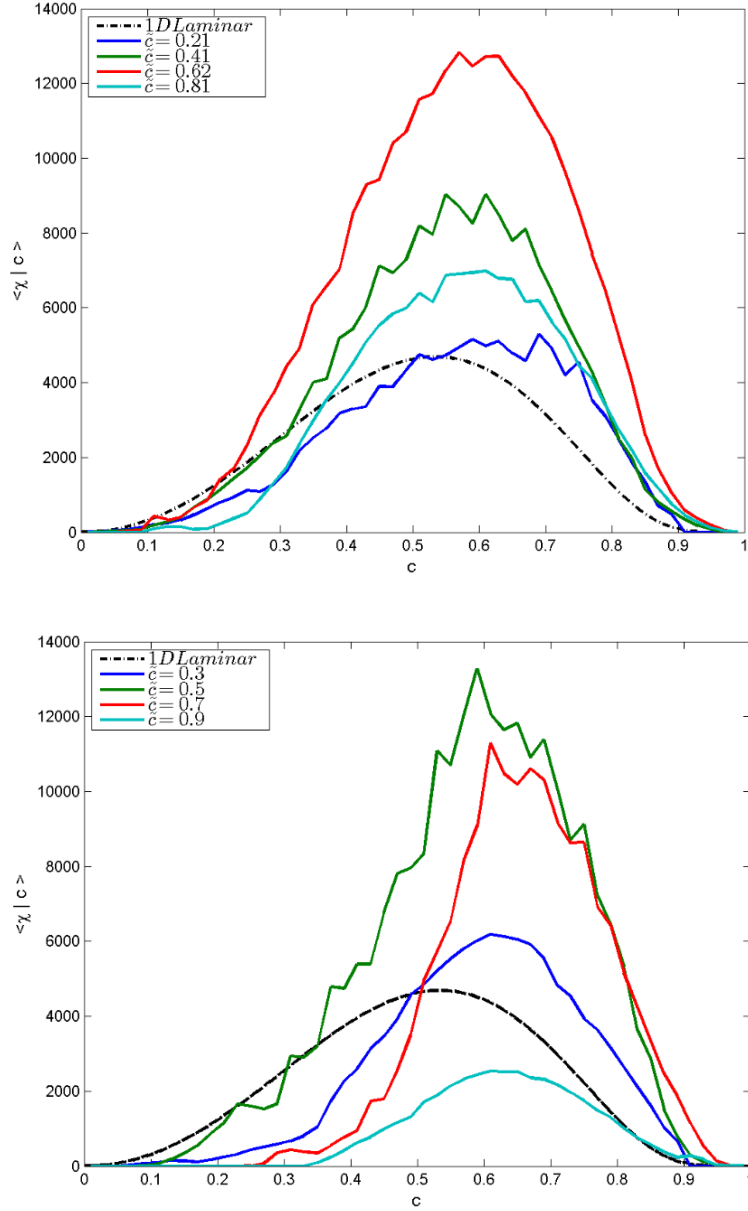 14000
12000
10000
8000
6000
4000
2000
0
0 0.1 0.2 0.3 0.4 0.5 0.6 0.7 0.8 0.9 1
c
<χ | c >
1DLaminar
c̃ = 0.21
c̃ = 0.41
c̃ = 0.62
c̃ = 0.81
14000
12000
10000
8000
6000
4000
2000
0
0 0.1 0.2 0.3 0.4 0.5 0.6 0.7 0.8 0.9 1
c
<χ | c >
1DLaminar
c̃ = 0.3
c̃ = 0.5
c̃ = 0.7
c̃ = 0.9